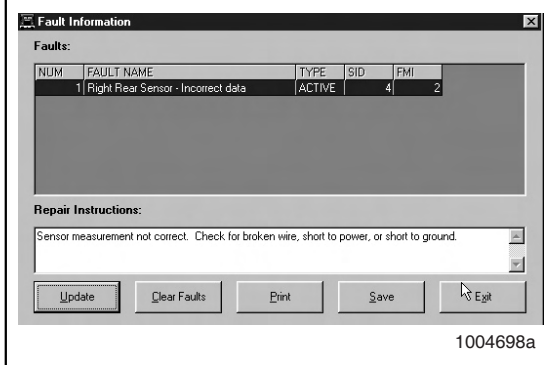 Fault Information
Faults:
NUM FAULT NAME TYPE SID FMI
1 Right Rear Sensor - Incorrect data ACTIVE 4 2
Repair Instructions:
Sensor measurement not correct. Check for broken wire, short to power, or short to ground.
Update Clear Faults Print Save Exit
1004698a